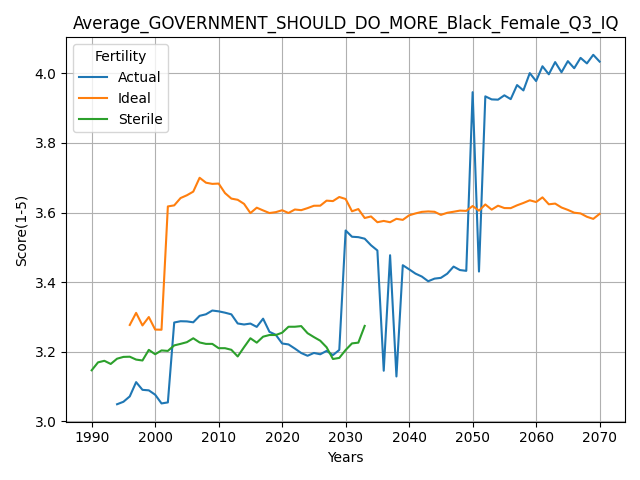 Average_GOVERNMENT_SHOULD_DO_MORE_Black_Female_Q3_IQ
Fertility
Actual
Ideal
Sterile
Score(1-5)
4.0
3.8
3.6
3.4
3.2
3.0
1990 2000 2010 2020 2030 2040 2050 2060 2070
Years